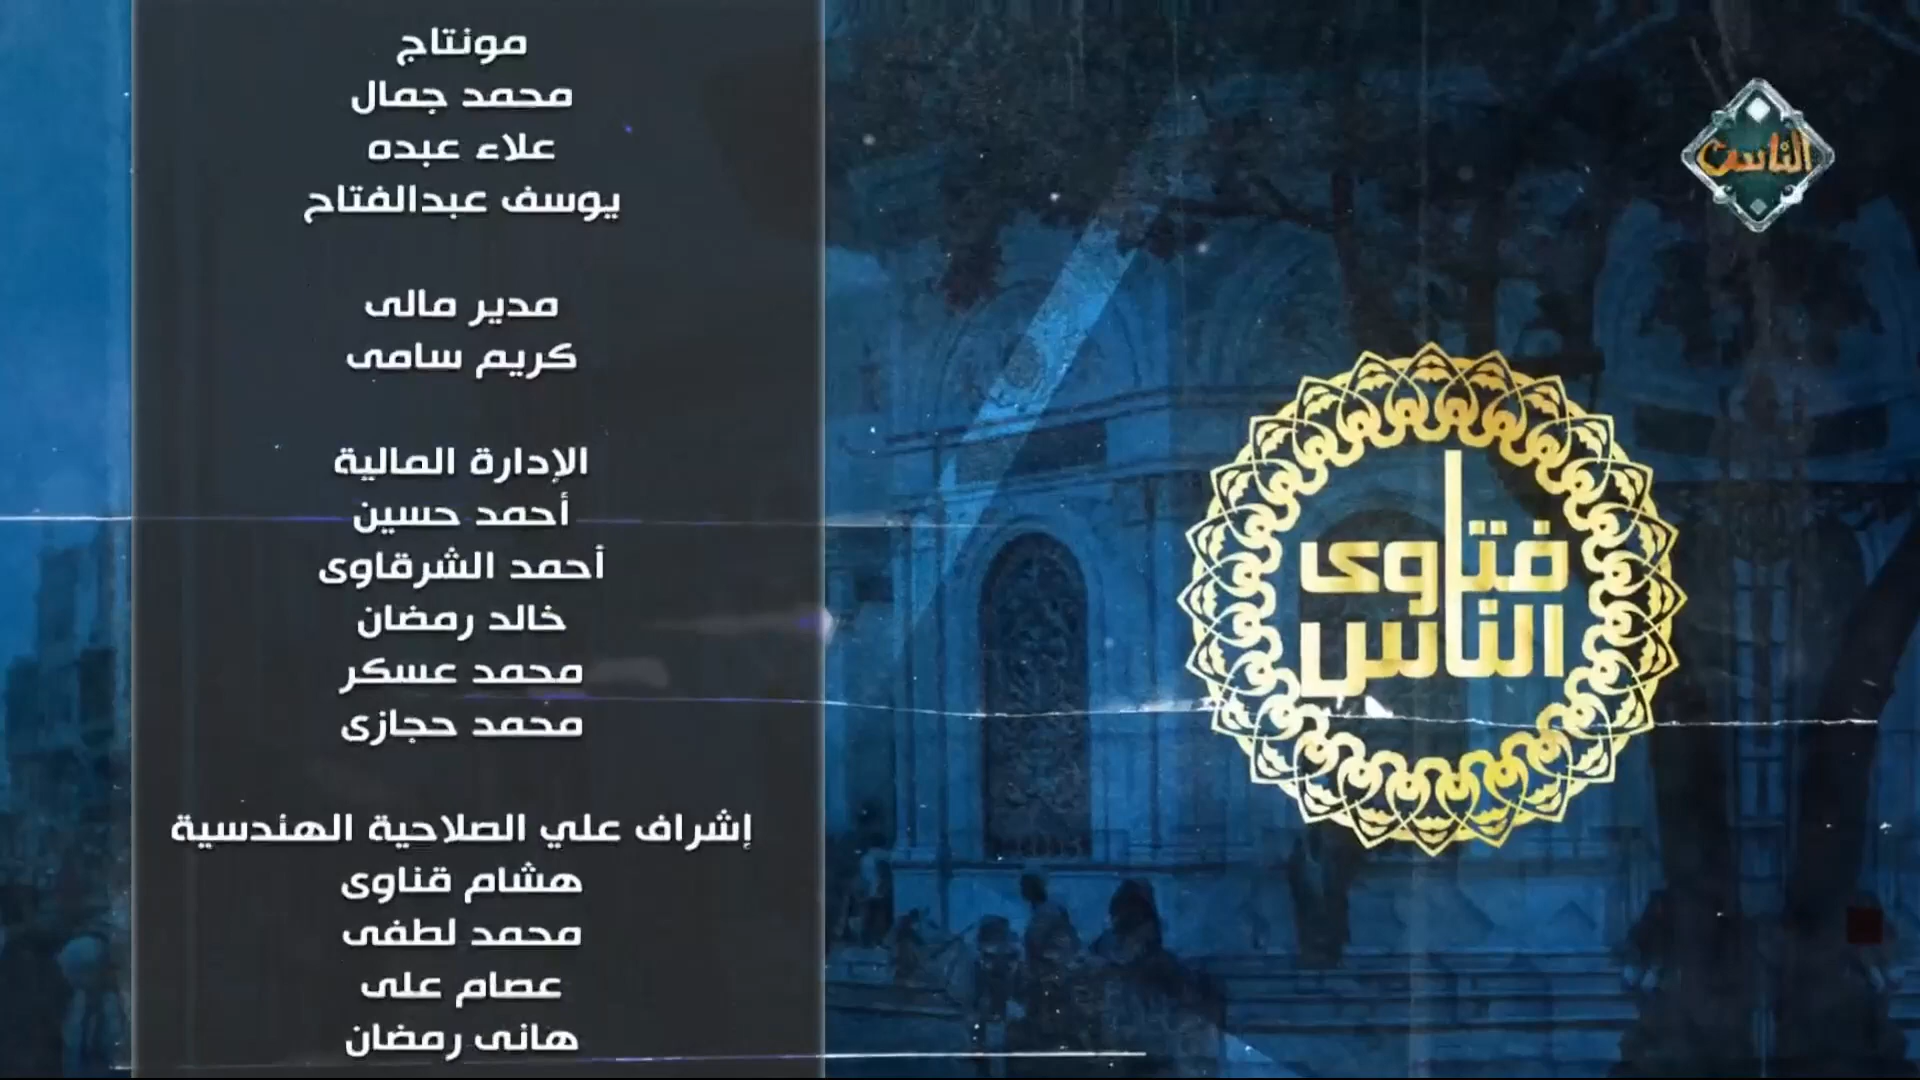 مونتاج
محمد جمال
علاء عبده
يوسف عبدالفتاح
مدير مالى
كريم سامى
الإدارة المالية
أحمد حسين
أحمد الشرقاوى
خالد رمضان
محمد عسكر
محمد حجازى
إشراف علي الصلاحية الهندسية
هشام قناوى
محمد لطفى
عصام على
هانى رمضان
الناس
فتاوى
الناس